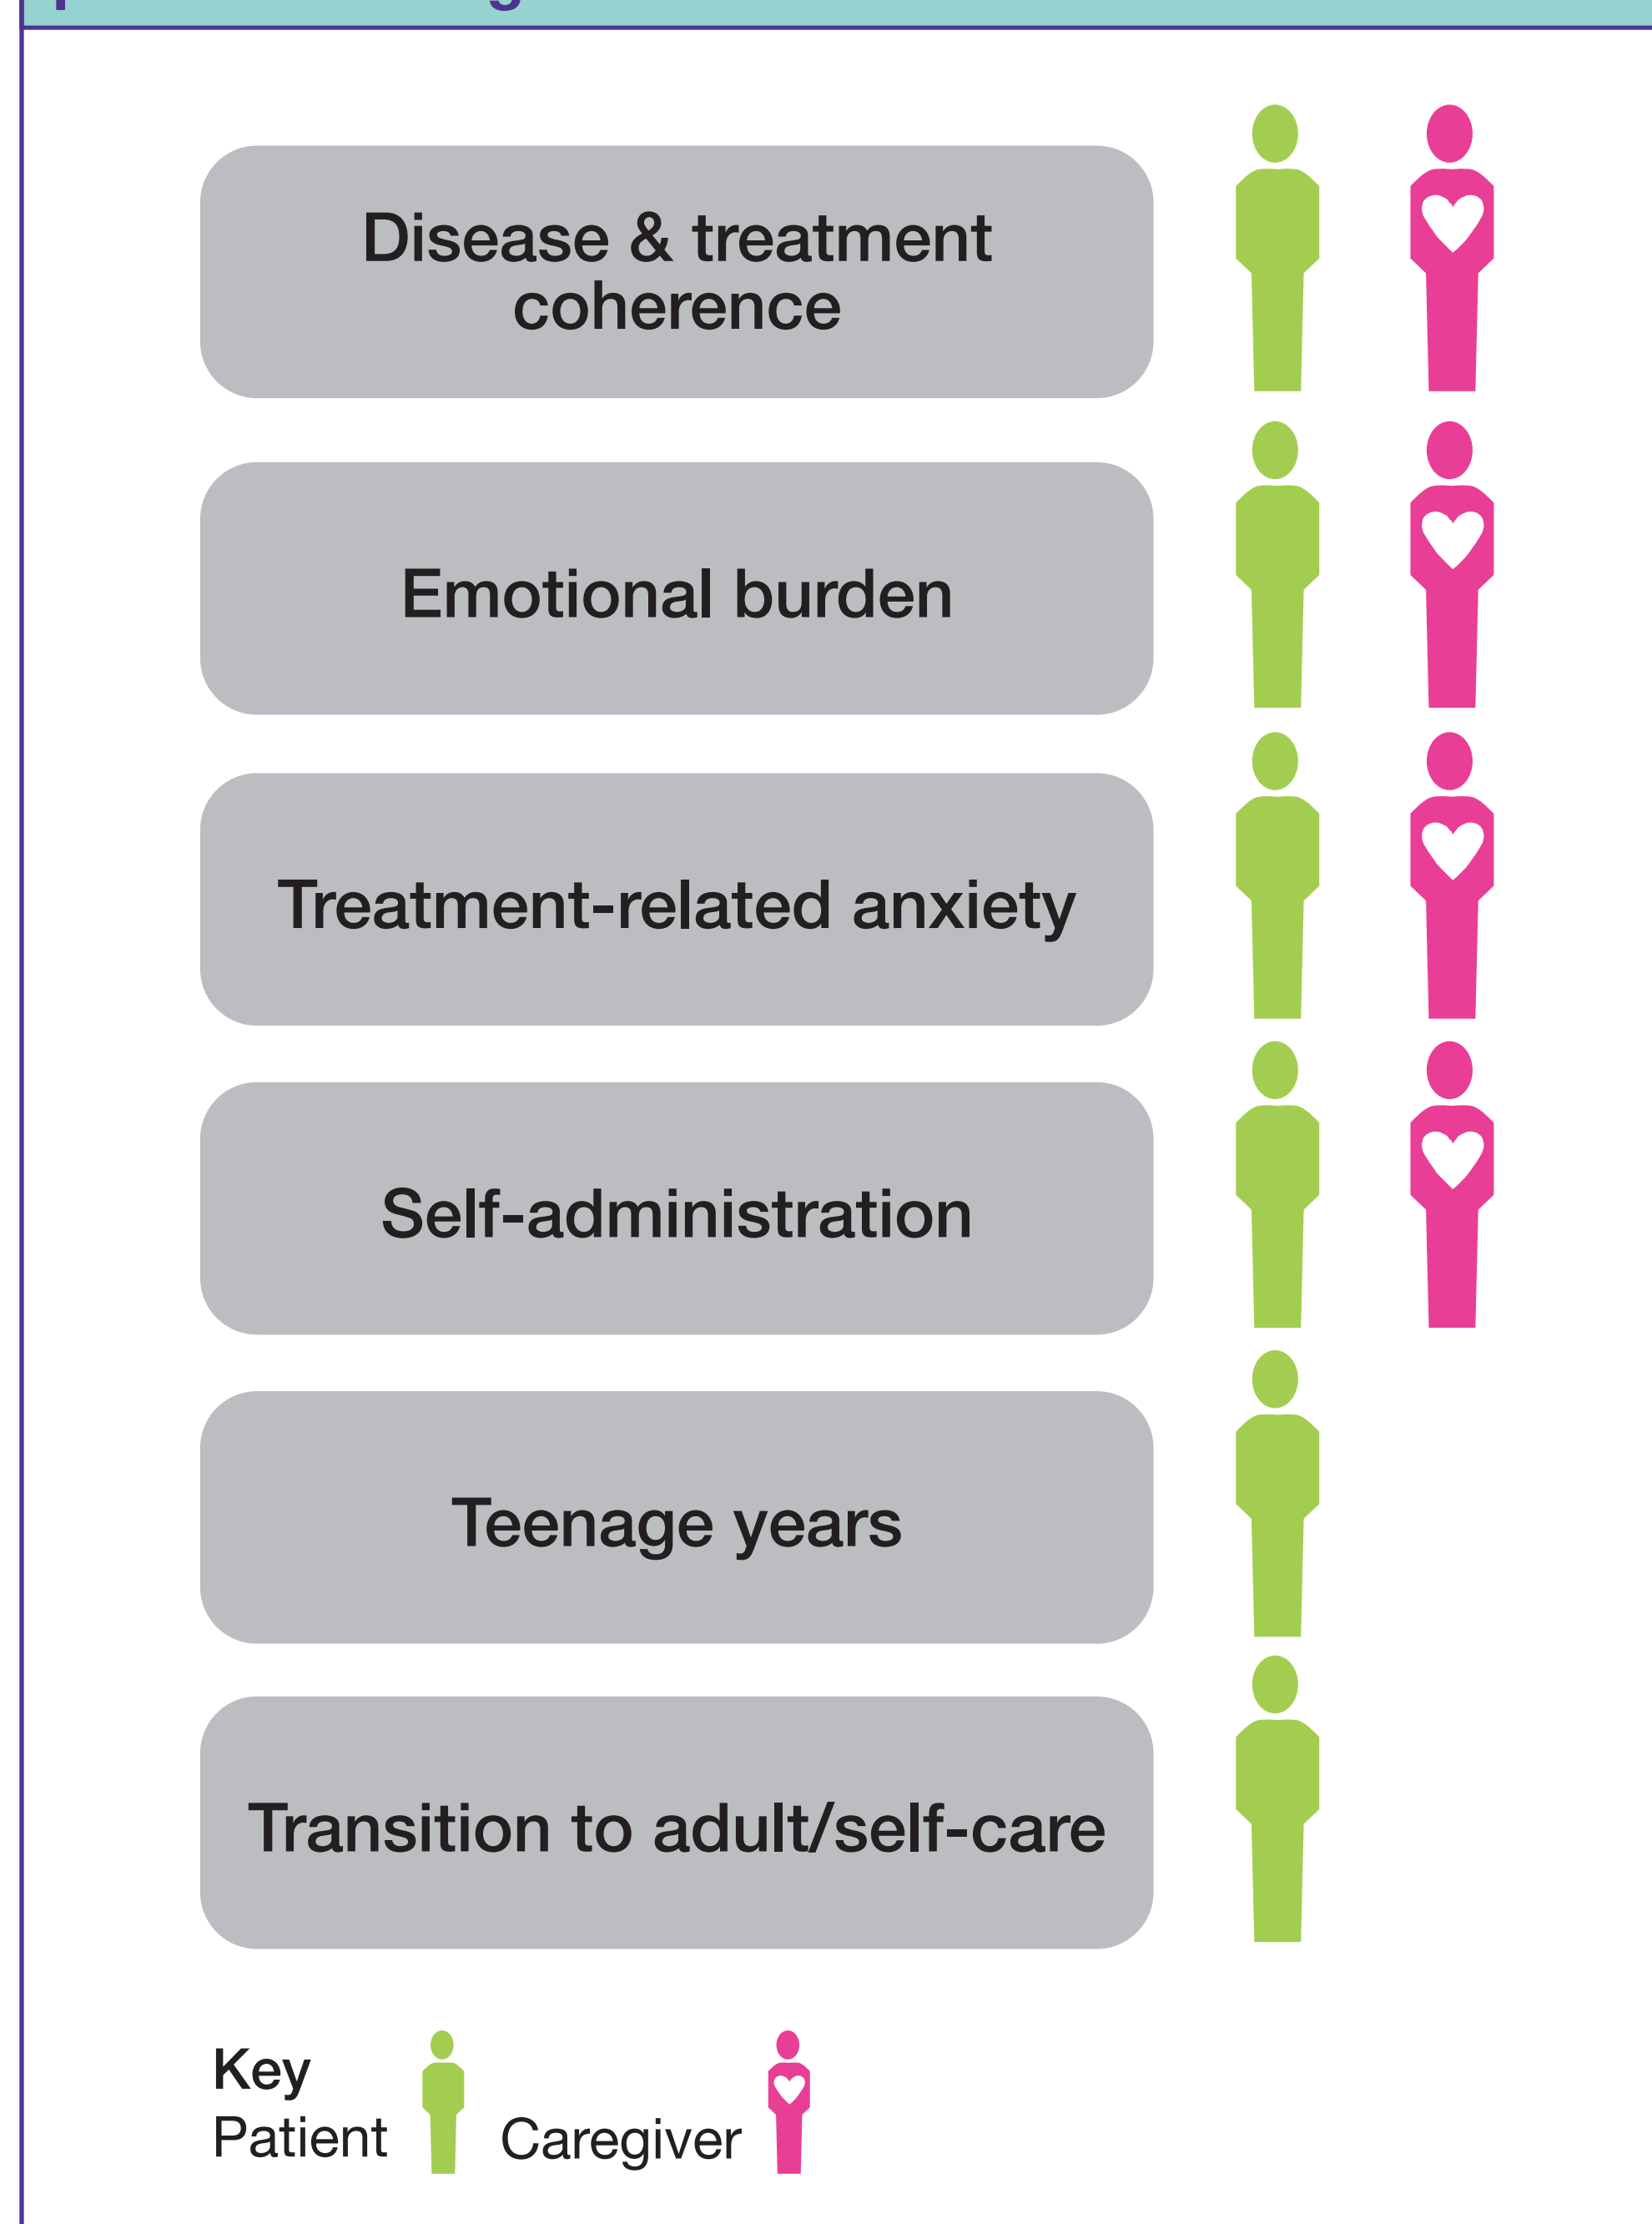 Disease & treatment
coherence
Emotional burden
Treatment-related anxiety
Self-administration
Teenage years
Transition to adult/self-care
Key
Patient
Caregiver